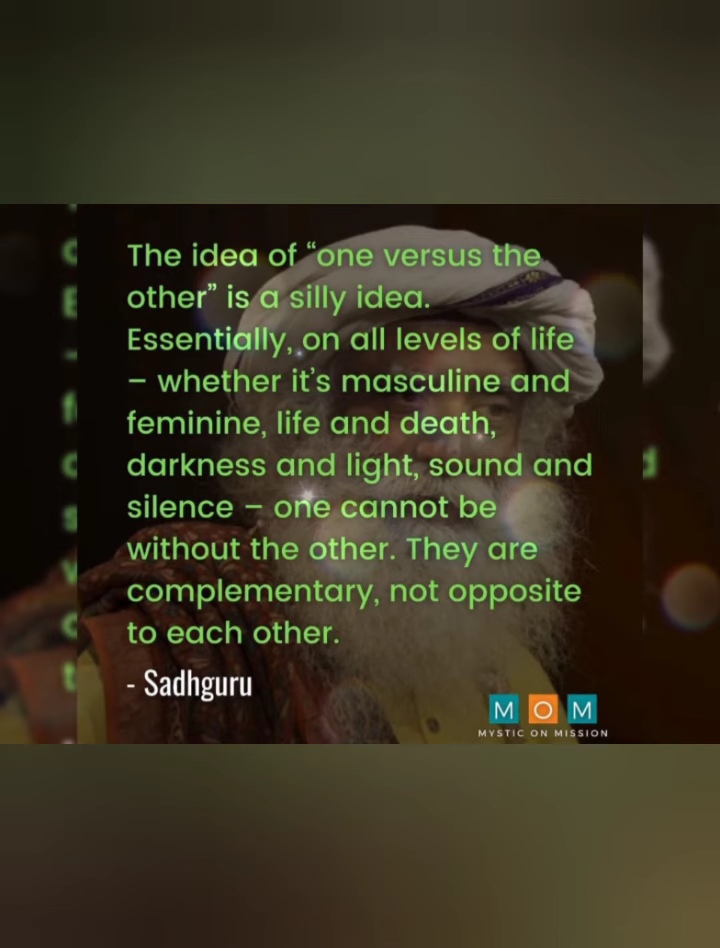 The idea of “one versus the
other” is a silly idea.
Essentially, on all levels of life
– whether it’s masculine and
feminine, life and death,
darkness and light, sound and
silence – one cannot be
without the other. They are
complementary, not opposite
to each other.
- Sadhguru
M O M
MYSTIC ON MISSION